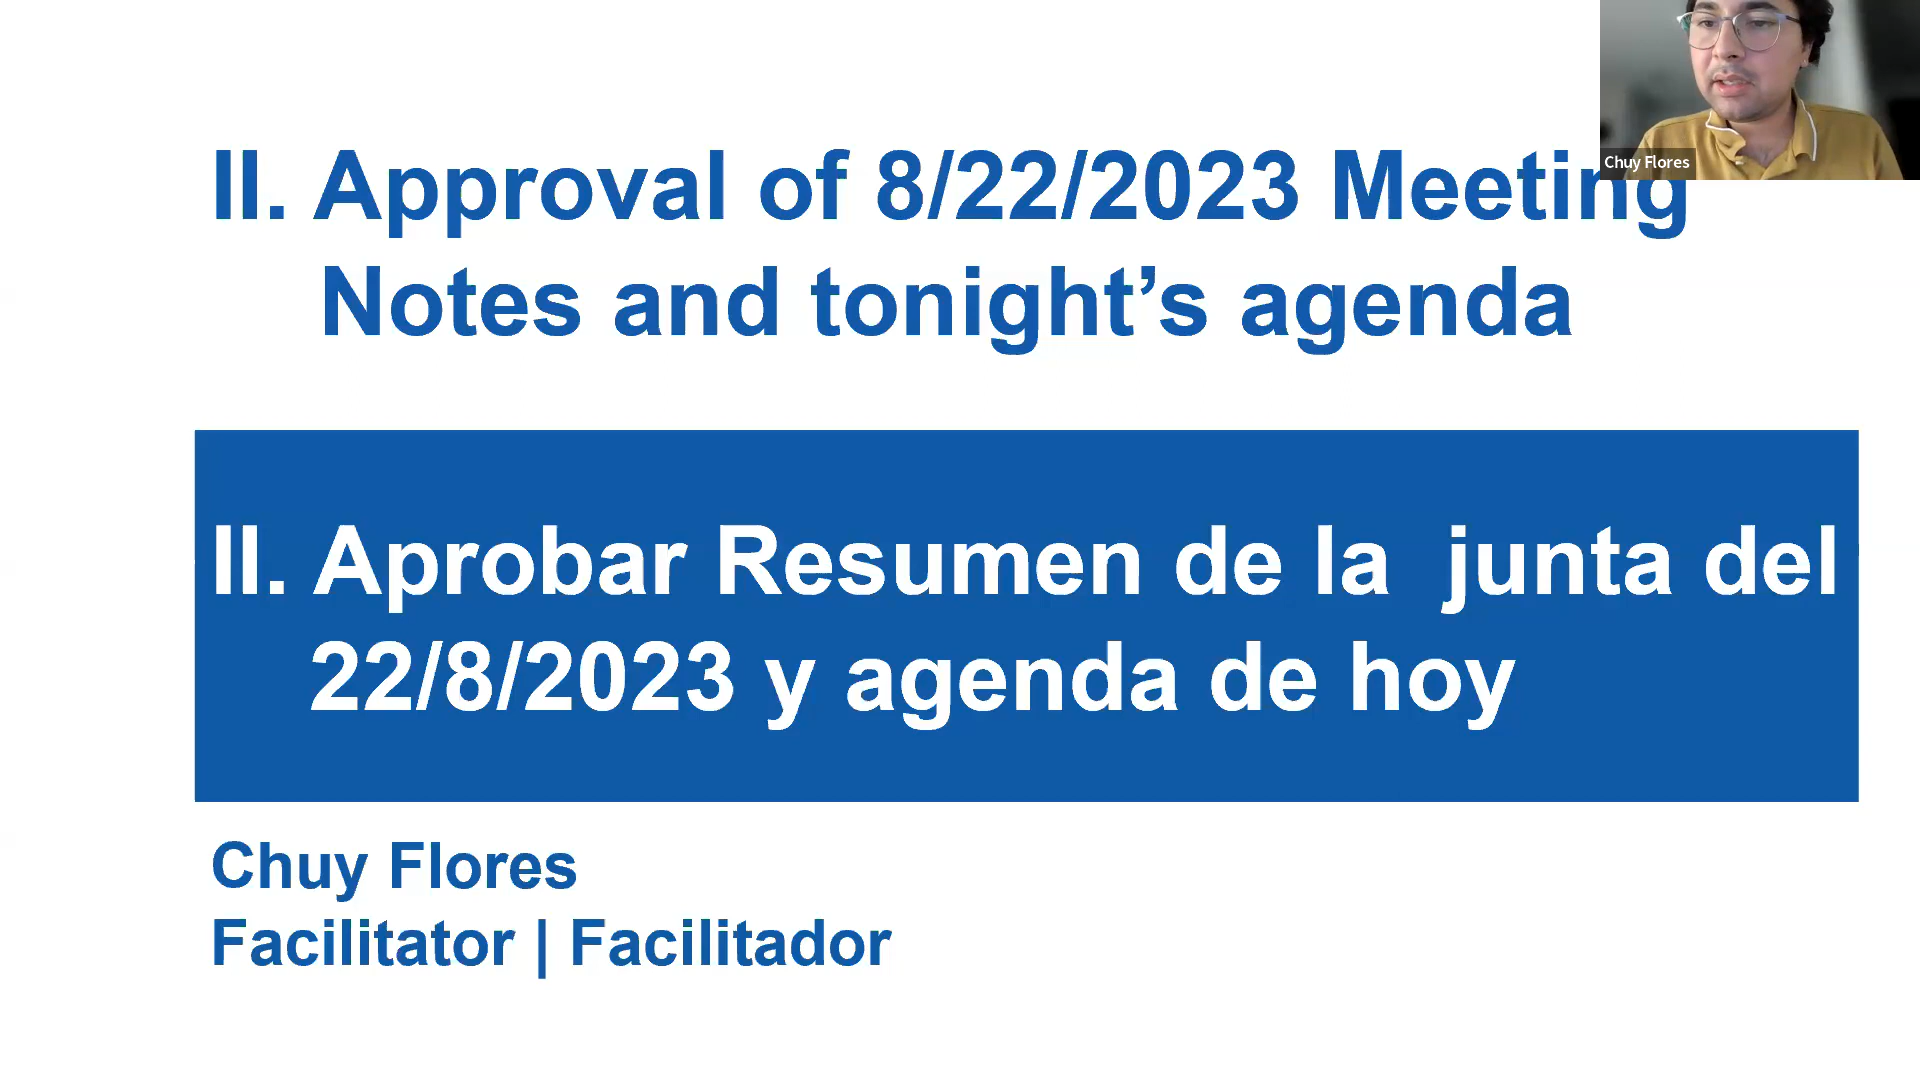 II. Approval of 8/22/2023 Meeting
Notes and tonight’s agenda
Chuy Flores
II. Aprobar Resumen de la  junta del
22/8/2023 y agenda de hoy
Chuy Flores
Facilitator | Facilitador